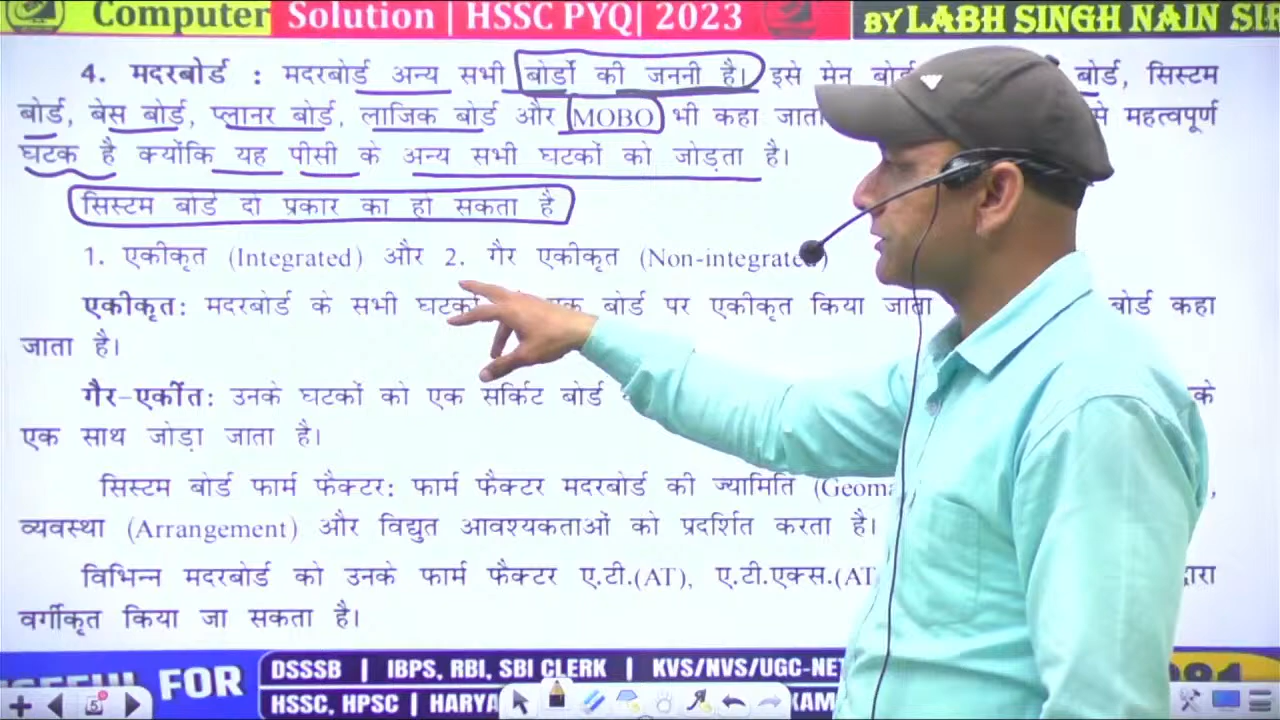 Computer Solution | HSSC PYQ| 2023 BY LABH SINGH NAIN SIR
4. मदरबोर्ड : मदरबोर्ड अन्य सभी बोर्डों की जननी है। इसे मेन बोर्ड बोर्ड, सिस्टम
बोर्ड, बेस बोर्ड, प्लानर बोर्ड, लाजिक बोर्ड और MOBO भी कहा जाता से महत्वपूर्ण
घटक है क्योंकि यह पीसी के अन्य सभी घटकों को जोड़ता है।
सिस्टम बोर्ड दो प्रकार का हो सकता है
1. एकीकृत (Integrated) और 2. गैर एकीकृत (Non-integrated)
एकीकृत: मदरबोर्ड के सभी घटकों एक बोर्ड पर एकीकृत किया जाता बोर्ड कहा
जाता है।
गैर-एर्कीत: उनके घटकों को एक सर्किट बोर्ड के
एक साथ जोड़ा जाता है।
सिस्टम बोर्ड फार्म फैक्टर: फार्म फैक्टर मदरबोर्ड की ज्यामिति
व्यवस्था (Arrangement) और विद्युत आवश्यकताओं को प्रदर्शित करता है।
विभिन्न मदरबोर्ड को उनके फार्म फैक्टर ए.टी.(AT), ए.टी.एक्स.(AT
वर्गीकृत किया जा सकता है।
FOR DSSSB | IBPS, RBI, SBI CLERK | KVS/NVS/UGC-NET
HSSC, HPSC |